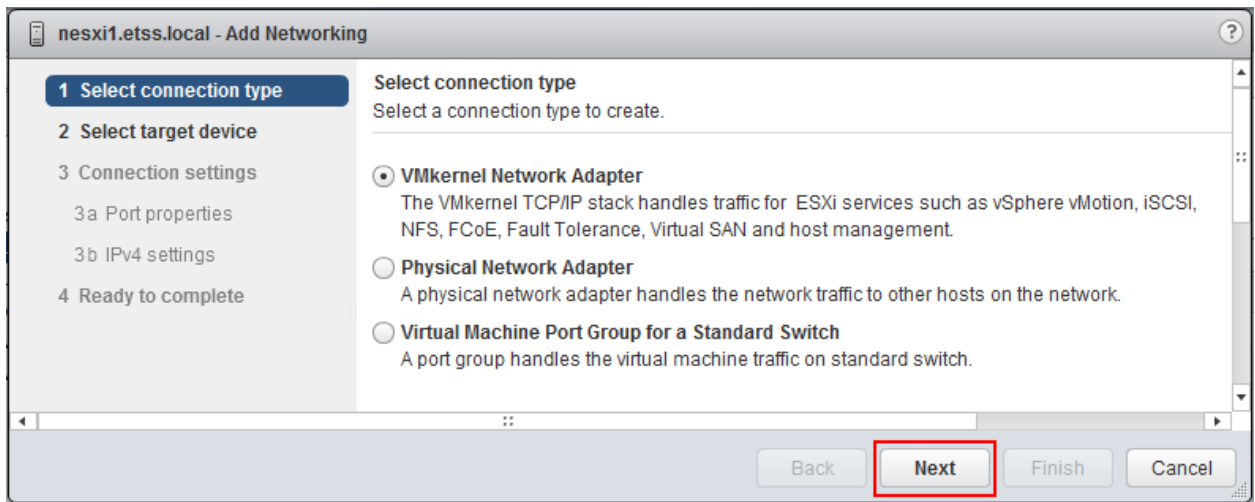 nesxi1.etss.local - Add Networking
?
1 Select connection type
2 Select target device
3 Connection settings
3a Port properties
3b IPv4 settings
4 Ready to complete
Select connection type
Select a connection type to create.
VMkernel Network Adapter
The VMkernel TCP/IP stack handles traffic for ESXi services such as vSphere vMotion, iSCSI,
NFS, FCoE, Fault Tolerance, Virtual SAN and host management.
Physical Network Adapter
A physical network adapter handles the network traffic to other hosts on the network.
Virtual Machine Port Group for a Standard Switch
A port group handles the virtual machine traffic on standard switch.
Back Next Finish Cancel